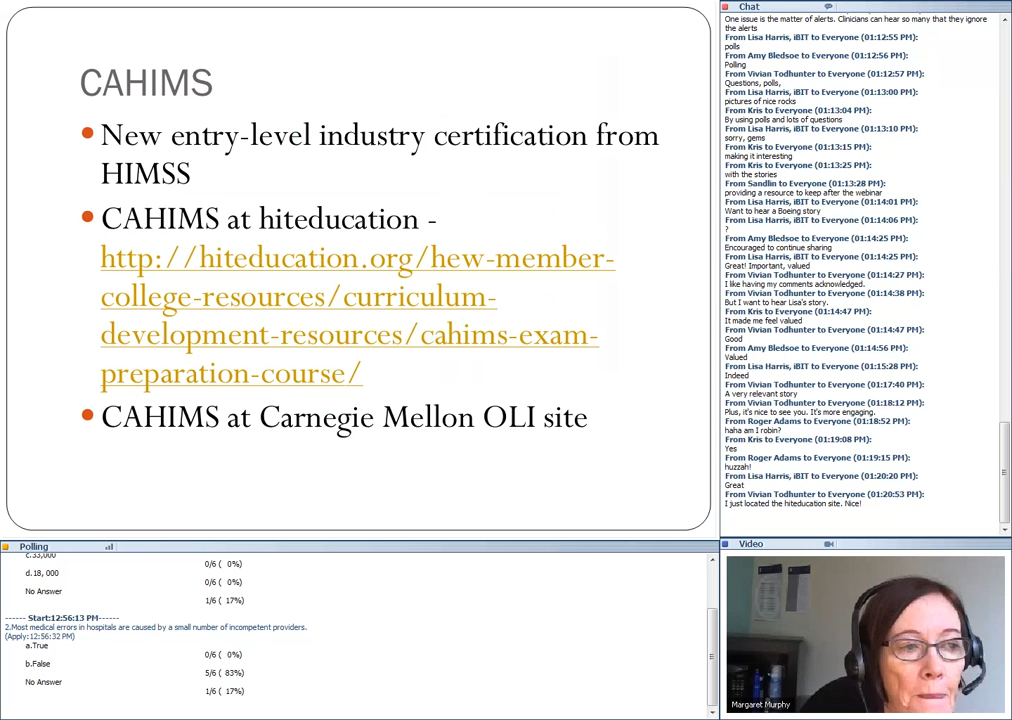 CAHIMS
New entry-level industry certification from
HIMSS
CAHIMS at hiteducation -
http://hiteducation.org/hew-member-
college-resources/curriculum-
development-resources/cahims-exam-
preparation-course/
CAHIMS at Carnegie Mellon OLI site
Chat
One issue is the matter of alerts. Clinicians can hear so many that they ignore
the alerts
From Lisa Harris, iBIT to Everyone (01:12:55 PM):
polls
From Amy Bledsoe to Everyone (01:12:56 PM):
Polling
From Vivian Todhunter to Everyone (01:12:57 PM):
Questions, polls,
From Lisa Harris, iBIT to Everyone (01:13:00 PM):
pictures of nice rocks
From Kris to Everyone (01:13:04 PM):
By using polls and lots of questions
From Lisa Harris, iBIT to Everyone (01:13:10 PM):
sorry, gems
From Kris to Everyone (01:13:15 PM):
making it interesting
From Kris to Everyone (01:13:25 PM):
with the stories
From Sandlin to Everyone (01:13:28 PM):
providing a resource to keep after the webinar
From Lisa Harris, iBIT to Everyone (01:14:01 PM):
Want to hear a Boeing story
From Lisa Harris, iBIT to Everyone (01:14:06 PM):
?
From Amy Bledsoe to Everyone (01:14:25 PM):
Encouraged to continue sharing
From Lisa Harris, iBIT to Everyone (01:14:25 PM):
Great! Important, valued
From Vivian Todhunter to Everyone (01:14:27 PM):
I like having my comments acknowledged.
From Vivian Todhunter to Everyone (01:14:38 PM):
But I want to hear Lisa's story.
From Kris to Everyone (01:14:47 PM):
It made me feel valued
From Vivian Todhunter to Everyone (01:14:47 PM):
Good
From Amy Bledsoe to Everyone (01:14:56 PM):
Valued
From Lisa Harris, iBIT to Everyone (01:15:28 PM):
Indeed
From Vivian Todhunter to Everyone (01:17:40 PM):
A very relevant story
From Vivian Todhunter to Everyone (01:18:12 PM):
Plus, it's nice to see you. It's more engaging.
From Roger Adams to Everyone (01:18:52 PM):
haha am I robin?
From Kris to Everyone (01:19:08 PM):
Yes
From Roger Adams to Everyone (01:19:15 PM):
huzzah!
From Lisa Harris, iBIT to Everyone (01:20:20 PM):
Great
From Vivian Todhunter to Everyone (01:20:53 PM):
I just located the hiteducation site. Nice!
Polling
c.33,000
0/6 ( 0%)
d.18, 000
0/6 ( 0%)
No Answer
1/6 ( 17%)
------ Start:12:56:13 PM------
2.Most medical errors in hospitals are caused by a small number of incompetent providers.
(Apply:12:56:32 PM)
a.True
0/6 ( 0%)
b.False
5/6 ( 83%)
No Answer
1/6 ( 17%)
Video
Margaret Murphy